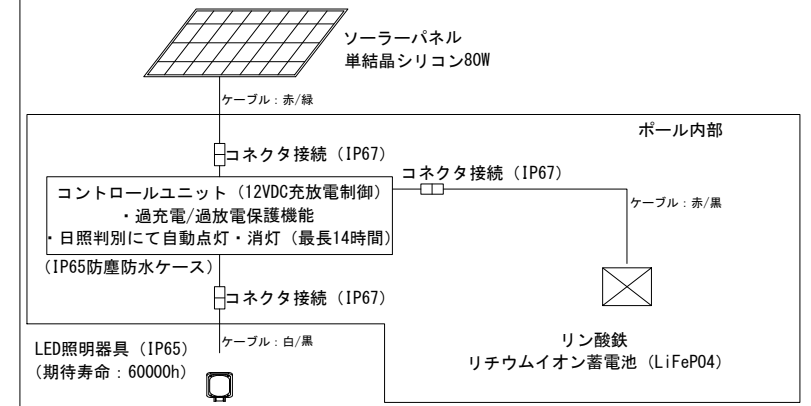 ソーラーパネル
単結晶シリコン80W
ケーブル：赤/緑
ポール内部
コネクタ接続（IP67）
コネクタ接続（IP67）
ケーブル：赤/黒
コントロールユニット（12VDC充放電制御）
・過充電/過放電保護機能
・日照判別にて自動点灯・消灯（最長14時間）
（IP65防塵防水ケース）
コネクタ接続（IP67）
ケーブル：白/黒
LED照明器具（IP65）
（期待寿命：60000h）
リン酸鉄
リチウムイオン蓄電池（LiFePO4）